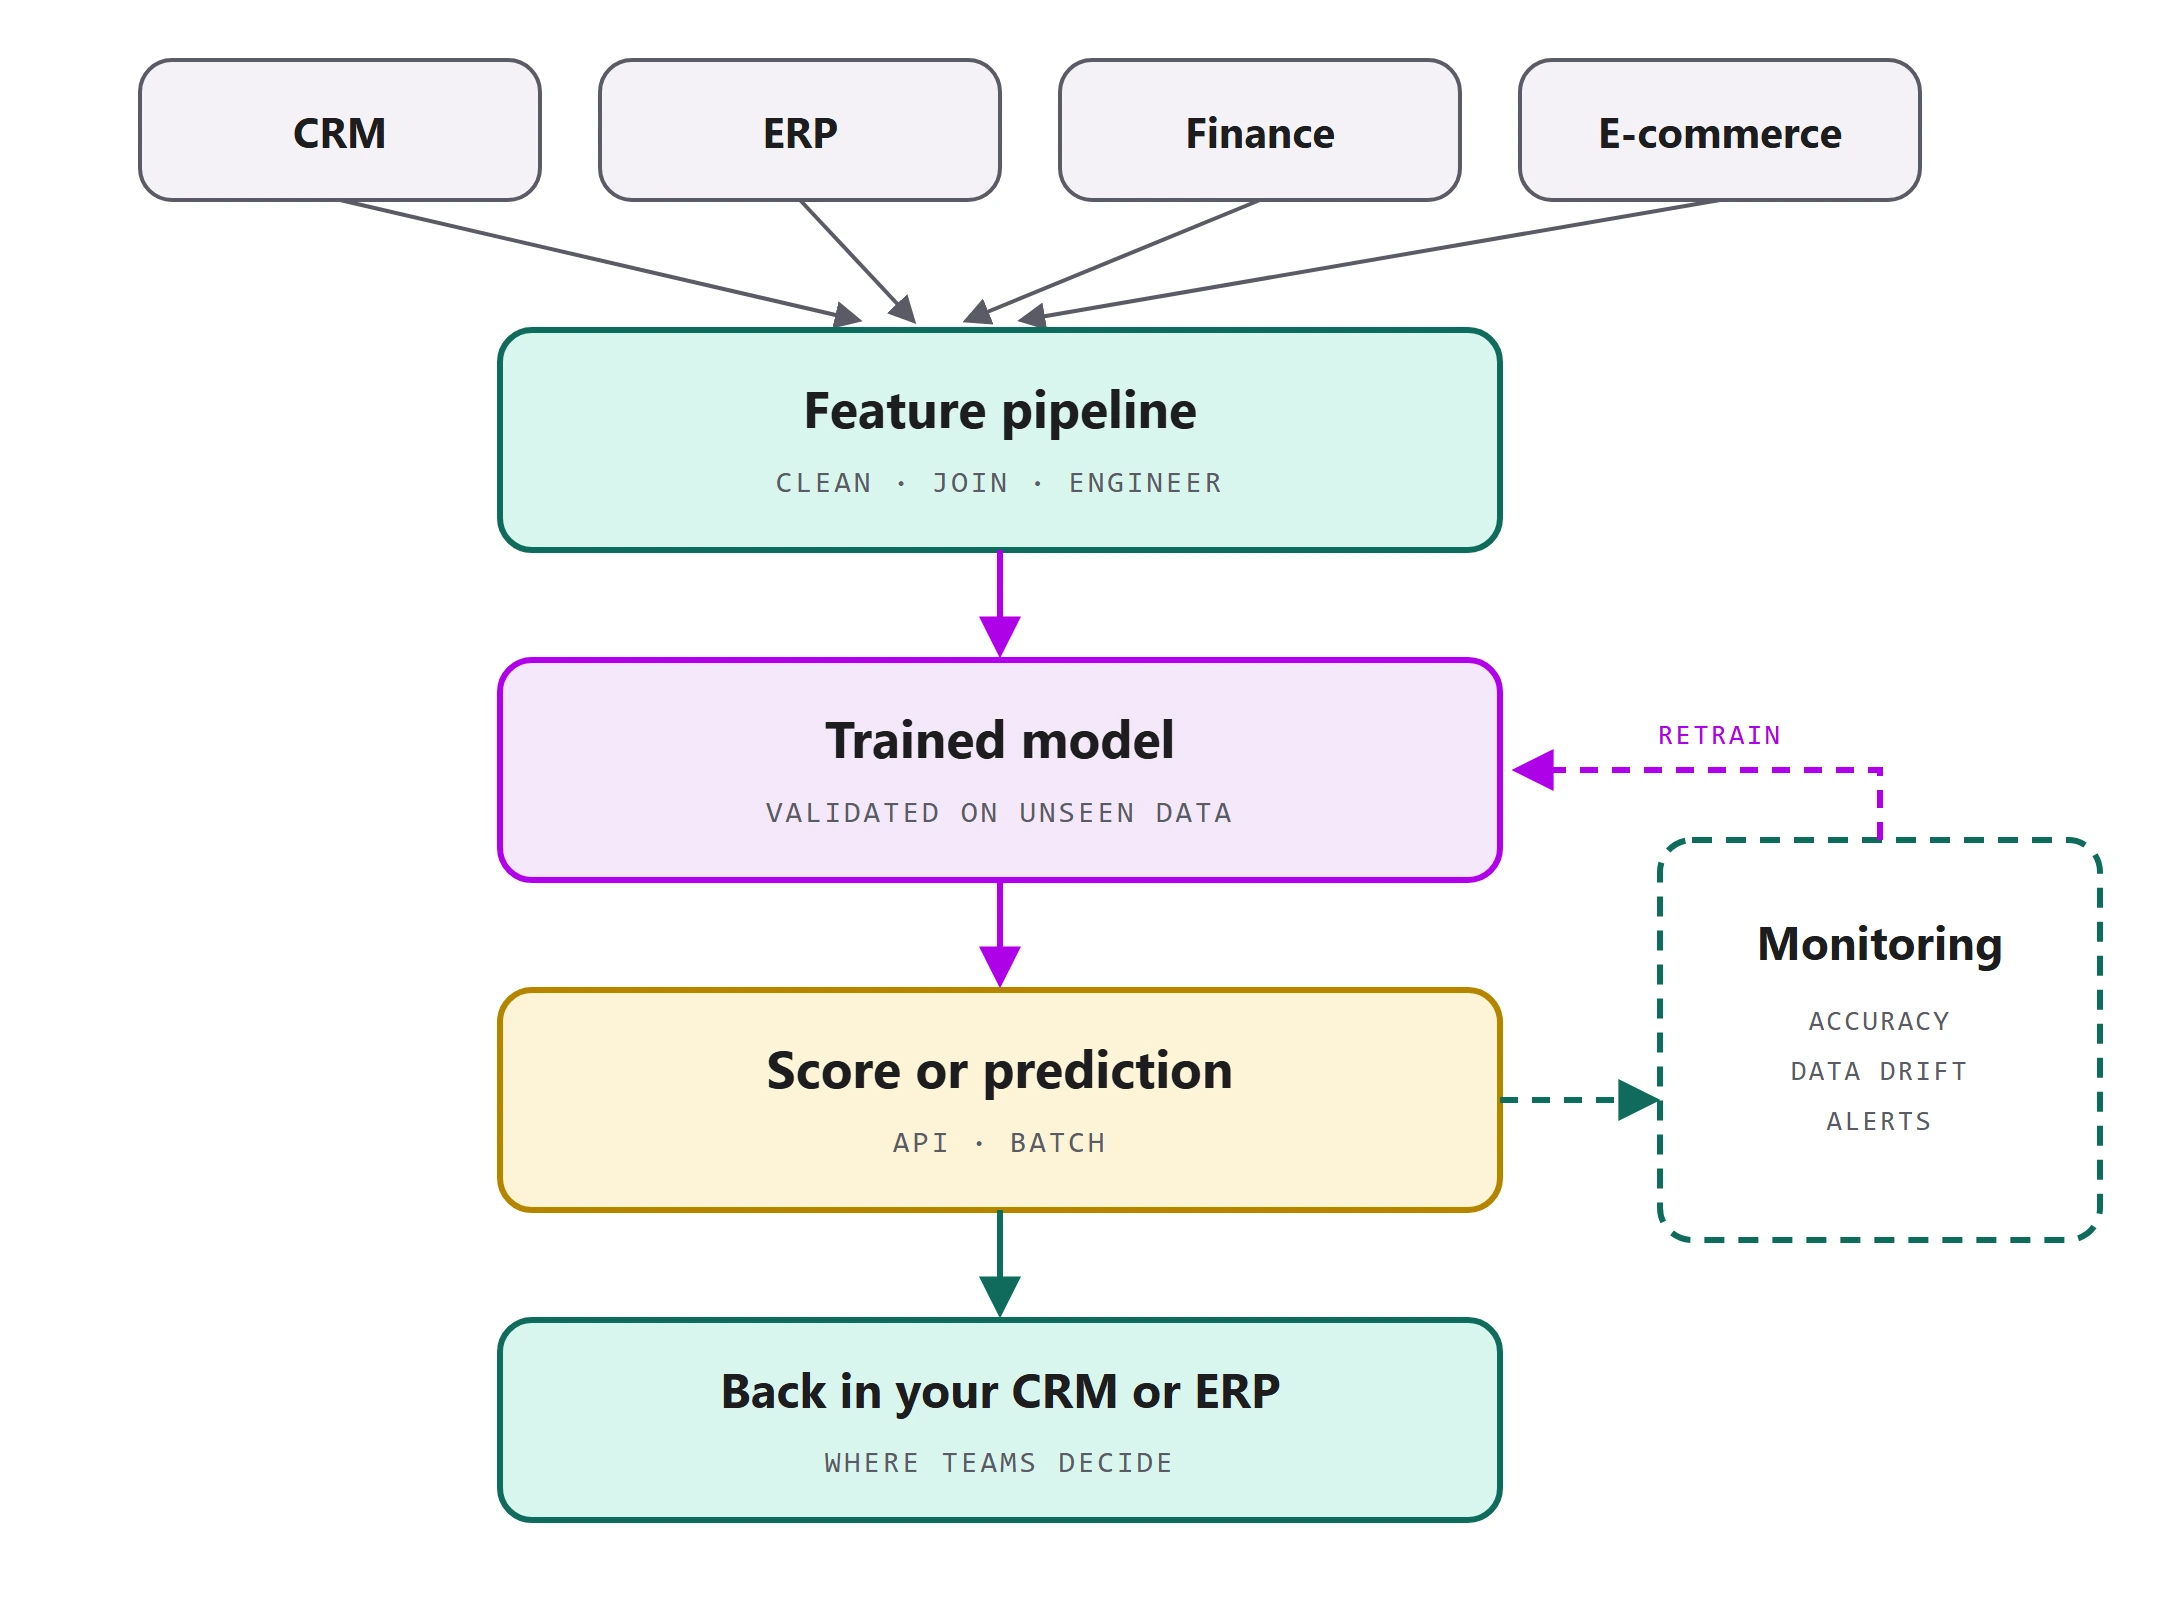 CRM
ERP
Finance
E-commerce
Feature pipeline
CLEAN · JOIN · ENGINEER
Trained model
VALIDATED ON UNSEEN DATA
RETRAIN
Monitoring
ACCURACY
DATA DRIFT
ALERTS
Score or prediction
API · BATCH
Back in your CRM or ERP
WHERE TEAMS DECIDE